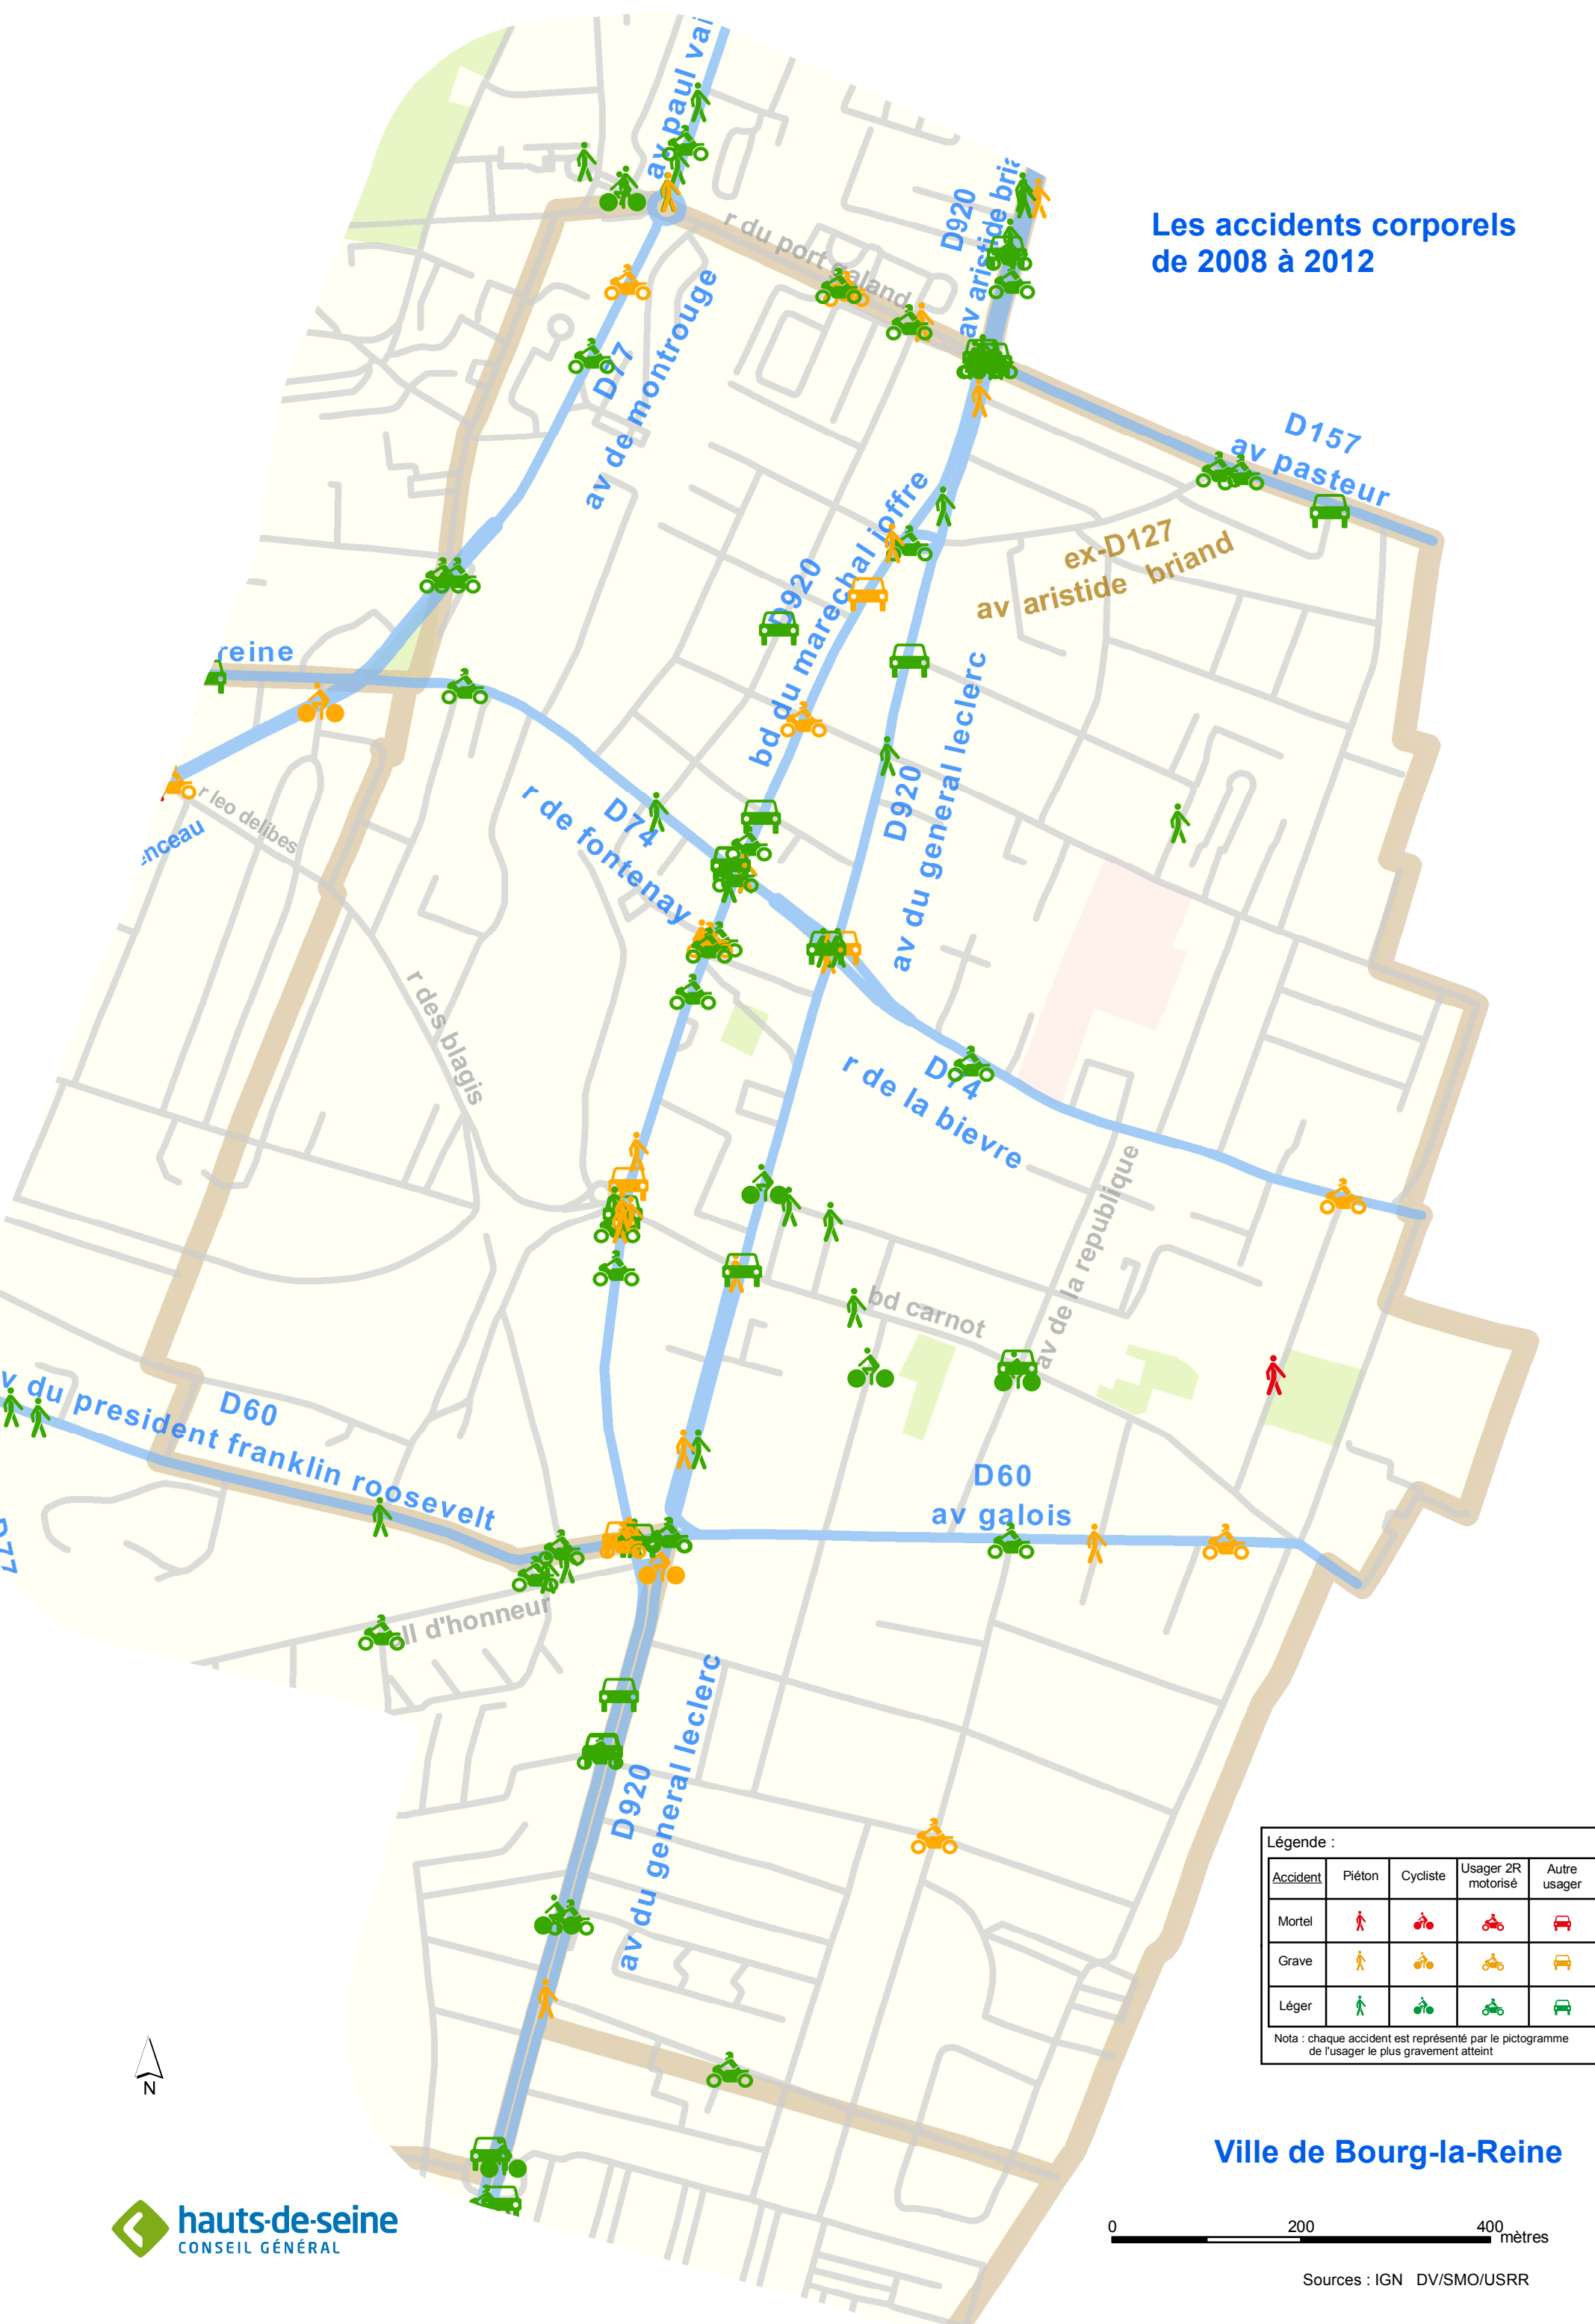 av paul vai
D920
av aristide bria
Les accidents corporels
de 2008 à 2012
r du port galand
D77
av de montrouge
D157
av pasteur
ex-D127
av aristide briand
D920
bd du marechal joffre
reine
D920
av du general leclerc
r leo delibes
enceau
D74
r de fontenay
r des blagis
D74
r de la bievre
av de la republique
bd carnot
D60
v du president franklin roosevelt
D60
av galois
D77
ll d'honneur
D920
av du general leclerc
Légende :
Accident Piéton Cycliste Usager 2R motorisé Autre usager
Mortel
Grave
Léger
Nota : chaque accident est représenté par le pictogramme
de l'usager le plus gravement atteint
N
Ville de Bourg-la-Reine
hauts-de-seine
CONSEIL GÉNÉRAL
0 200 400 mètres
Sources : IGN DV/SMO/USRR